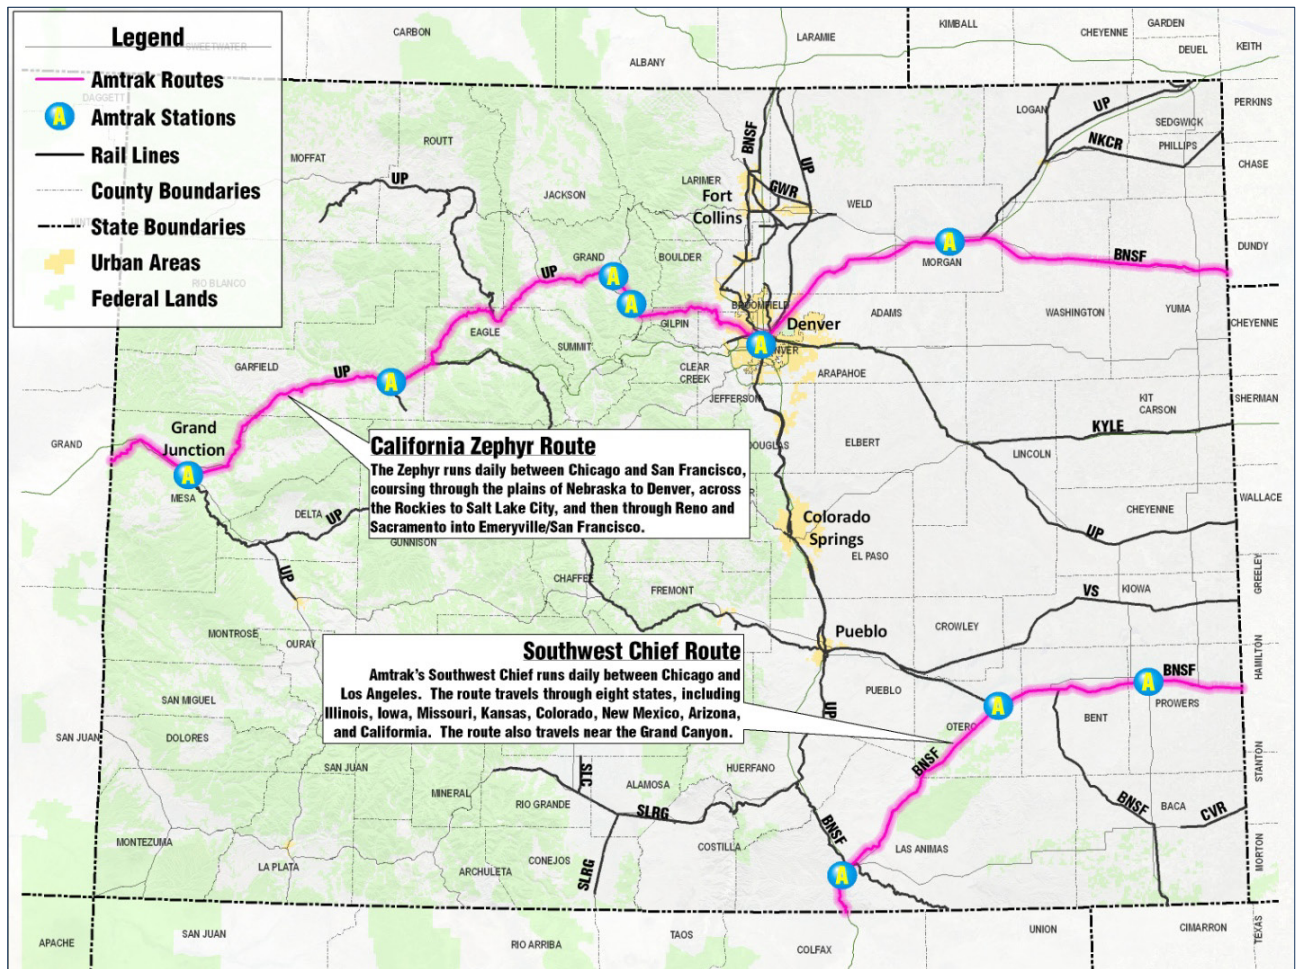 Legend
SWEETWATER
Amtrak Routes
DAGGETT
A Amtrak Stations
Rail Lines
County Boundaries
State Boundaries
Urban Areas
RIO BLANCO
Federal Lands
CARBON
LARAMIE
KIMBALL
GARDEN
CHEYENNE
DEUEL
KEITH
ALBANY
PERKINS
LOGAN
UP
SEDGWICK
NKCR
PHILLIPS
CHASE
ROUTT
MOFFAT
BNSF
UP
UP
LARIMER
GWR
JACKSON
Fort
Collins
WELD
DUNDY
A
MORGAN
BNSF
GRAND
BOULDER
UP
A
A
BROOMFIELD
GILPIN
Denver
ADAMS
WASHINGTON
YUMA
CHEYENNE
EAGLE
SUMMIT
A
NVER
GARFIELD
UP
A
CLEAR
CREEK
ARAPAHOE
JEFFERSON
KIT
CARSON
SHERMAN
Grand
Junction
GRAND
A
MESA
California Zephyr Route
The Zephyr runs daily between Chicago and San Francisco,
coursing through the plains of Nebraska to Denver, across
the Rockies to Salt Lake City, and then through Reno and
Sacramento into Emeryville/San Francisco.
OUGLAS
ELBERT
KYLE
LINCOLN
WALLACE
DELTA
UP
GUNNISON
Colorado
Springs
EL PASO
CHEYENNE
UP
UP
CHAFFEE
FREMONT
VS
KIOWA
GREELEY
MONTROSE
OURAY
Pueblo
CROWLEY
HAMILTON
Southwest Chief Route
Amtrak's Southwest Chief runs daily between Chicago and
Los Angeles. The route travels through eight states, including
Illinois, Iowa, Missouri, Kansas, Colorado, New Mexico, Arizona,
and California. The route also travels near the Grand Canyon.
BNSF
A
PROWERS
PUEBLO
SAN MIGUEL
UP
A
OTERO
BENT
SAN JUAN
DOLORES
BNSF
STANTON
SAN JUAN
SLC
HUERFANO
MINERAL
ALAMOSA
RIO GRANDE
SLRG
BNSF
BNSF
BACA
CVR
MONTEZUMA
COSTILLA
LAS ANIMAS
MORTON
LA PLATA
ARCHULETA
CONEJOS
SLRG
A
APACHE
SAN JUAN
RIO ARRIBA
TAOS
COLFAX
UNION
CIMARRON
TEXAS